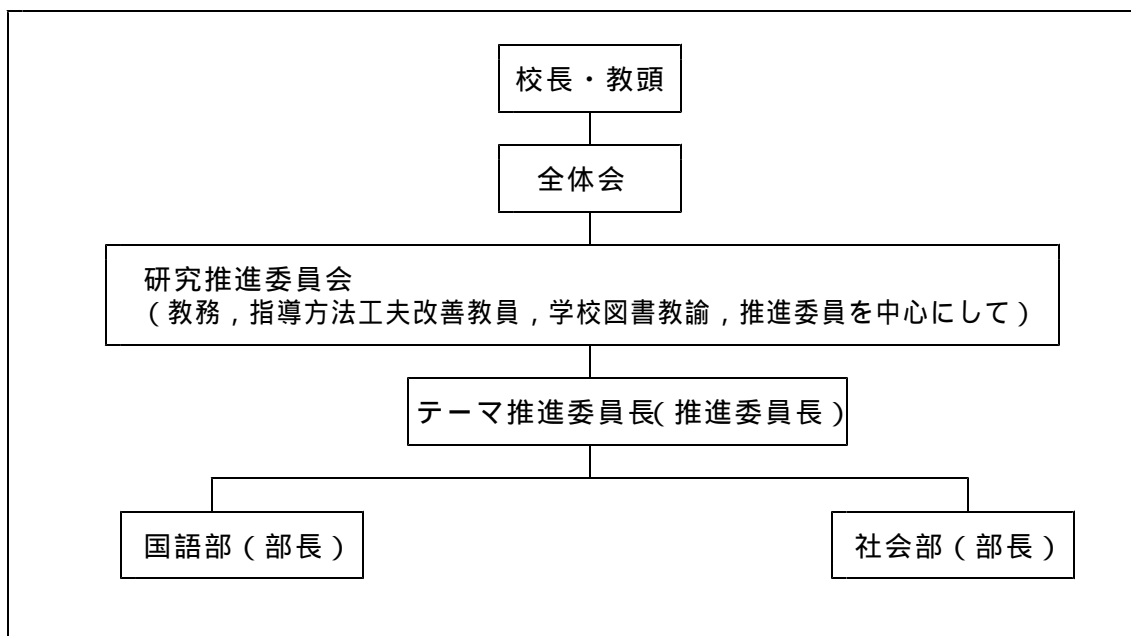 校長・教頭
全体会
研究推進委員会
（教務，指導方法工夫改善教員，学校図書教諭，推進委員を中心にして）
テーマ推進委員長（推進委員長）
国語部（部長）
社会部（部長）